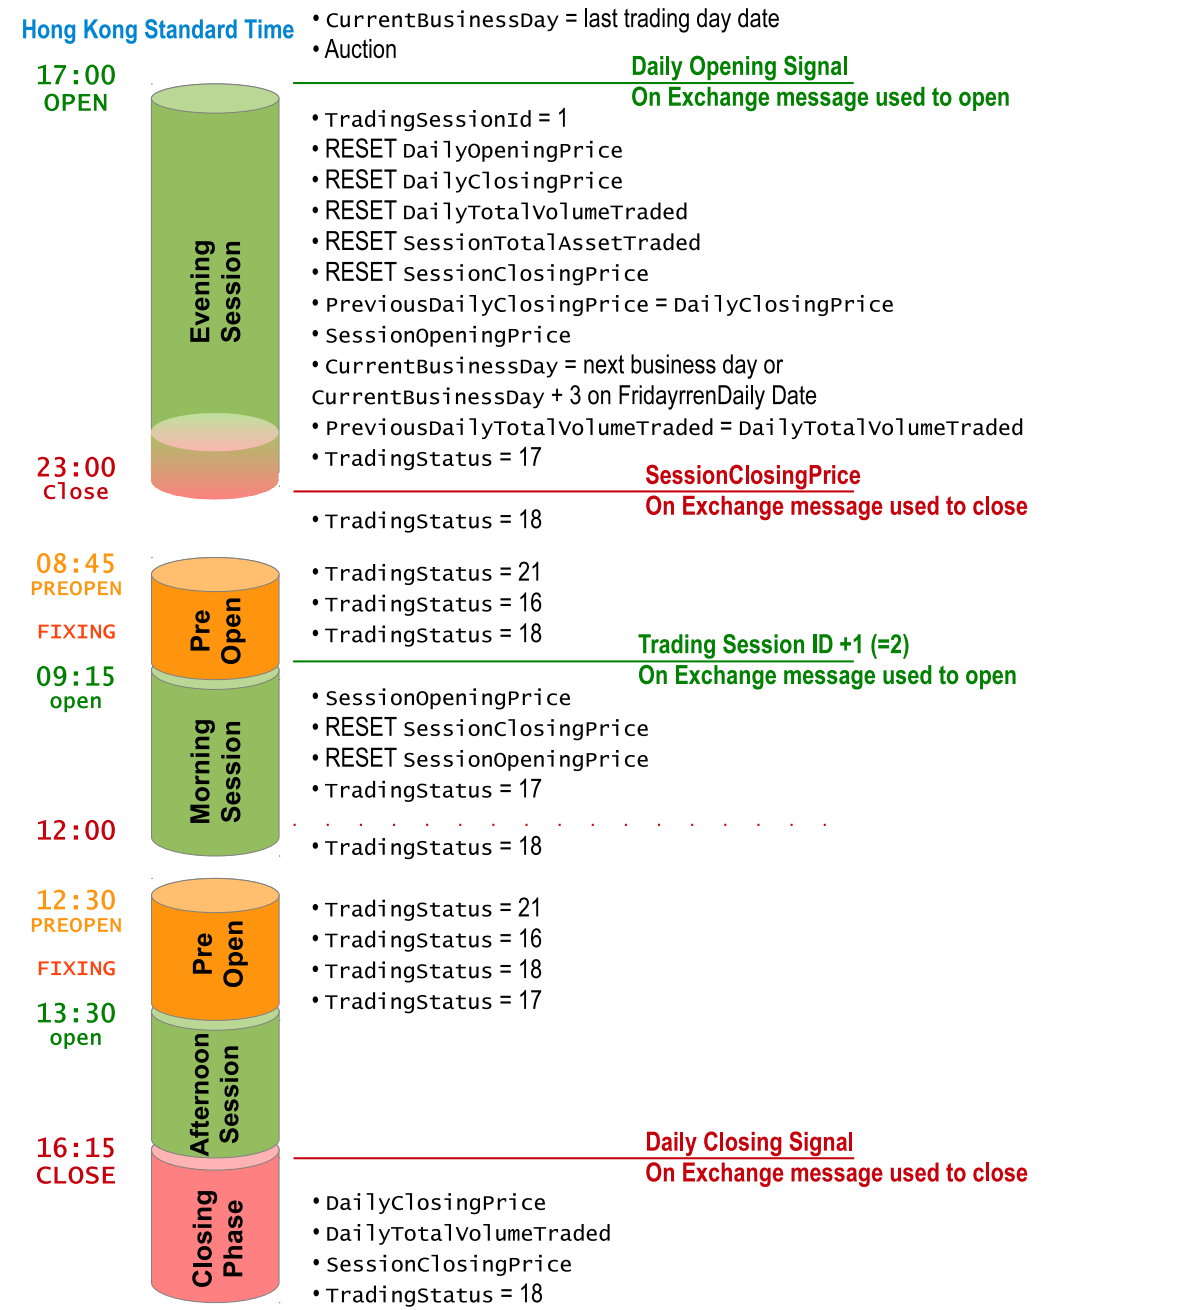 Hong Kong Standard Time
• CurrentBusinessDay = last trading day date
• Auction
17:00
OPEN
Daily Opening Signal
On Exchange message used to open
Evening
Session
• TradingSessionId = 1
• RESET DailyOpeningPrice
• RESET DailyClosingPrice
• RESET DailyTotalVolumeTraded
• RESET SessionTotalAssetTraded
• RESET SessionClosingPrice
• PreviousDailyClosingPrice = DailyClosingPrice
• SessionOpeningPrice
• CurrentBusinessDay = next business day or
CurrentBusinessDay + 3 on FridayrrenDaily Date
• PreviousDailyTotalVolumeTraded = DailyTotalVolumeTraded
• TradingStatus = 17
23:00
Close
SessionClosingPrice
On Exchange message used to close
• TradingStatus = 18
08:45
PREOPEN
FIXING
Pre
Open
• TradingStatus = 21
• TradingStatus = 16
• TradingStatus = 18
Trading Session ID +1 (=2)
On Exchange message used to open
09:15
open
Morning
Session
• SessionOpeningPrice
• RESET SessionClosingPrice
• RESET SessionOpeningPrice
• TradingStatus = 17
12:00
• TradingStatus = 18
12:30
PREOPEN
FIXING
Pre
Open
• TradingStatus = 21
• TradingStatus = 16
• TradingStatus = 18
• TradingStatus = 17
13:30
open
Afternoon
Session
16:15
CLOSE
Daily Closing Signal
On Exchange message used to close
Closing
Phase
• DailyClosingPrice
• DailyTotalVolumeTraded
• SessionClosingPrice
• TradingStatus = 18